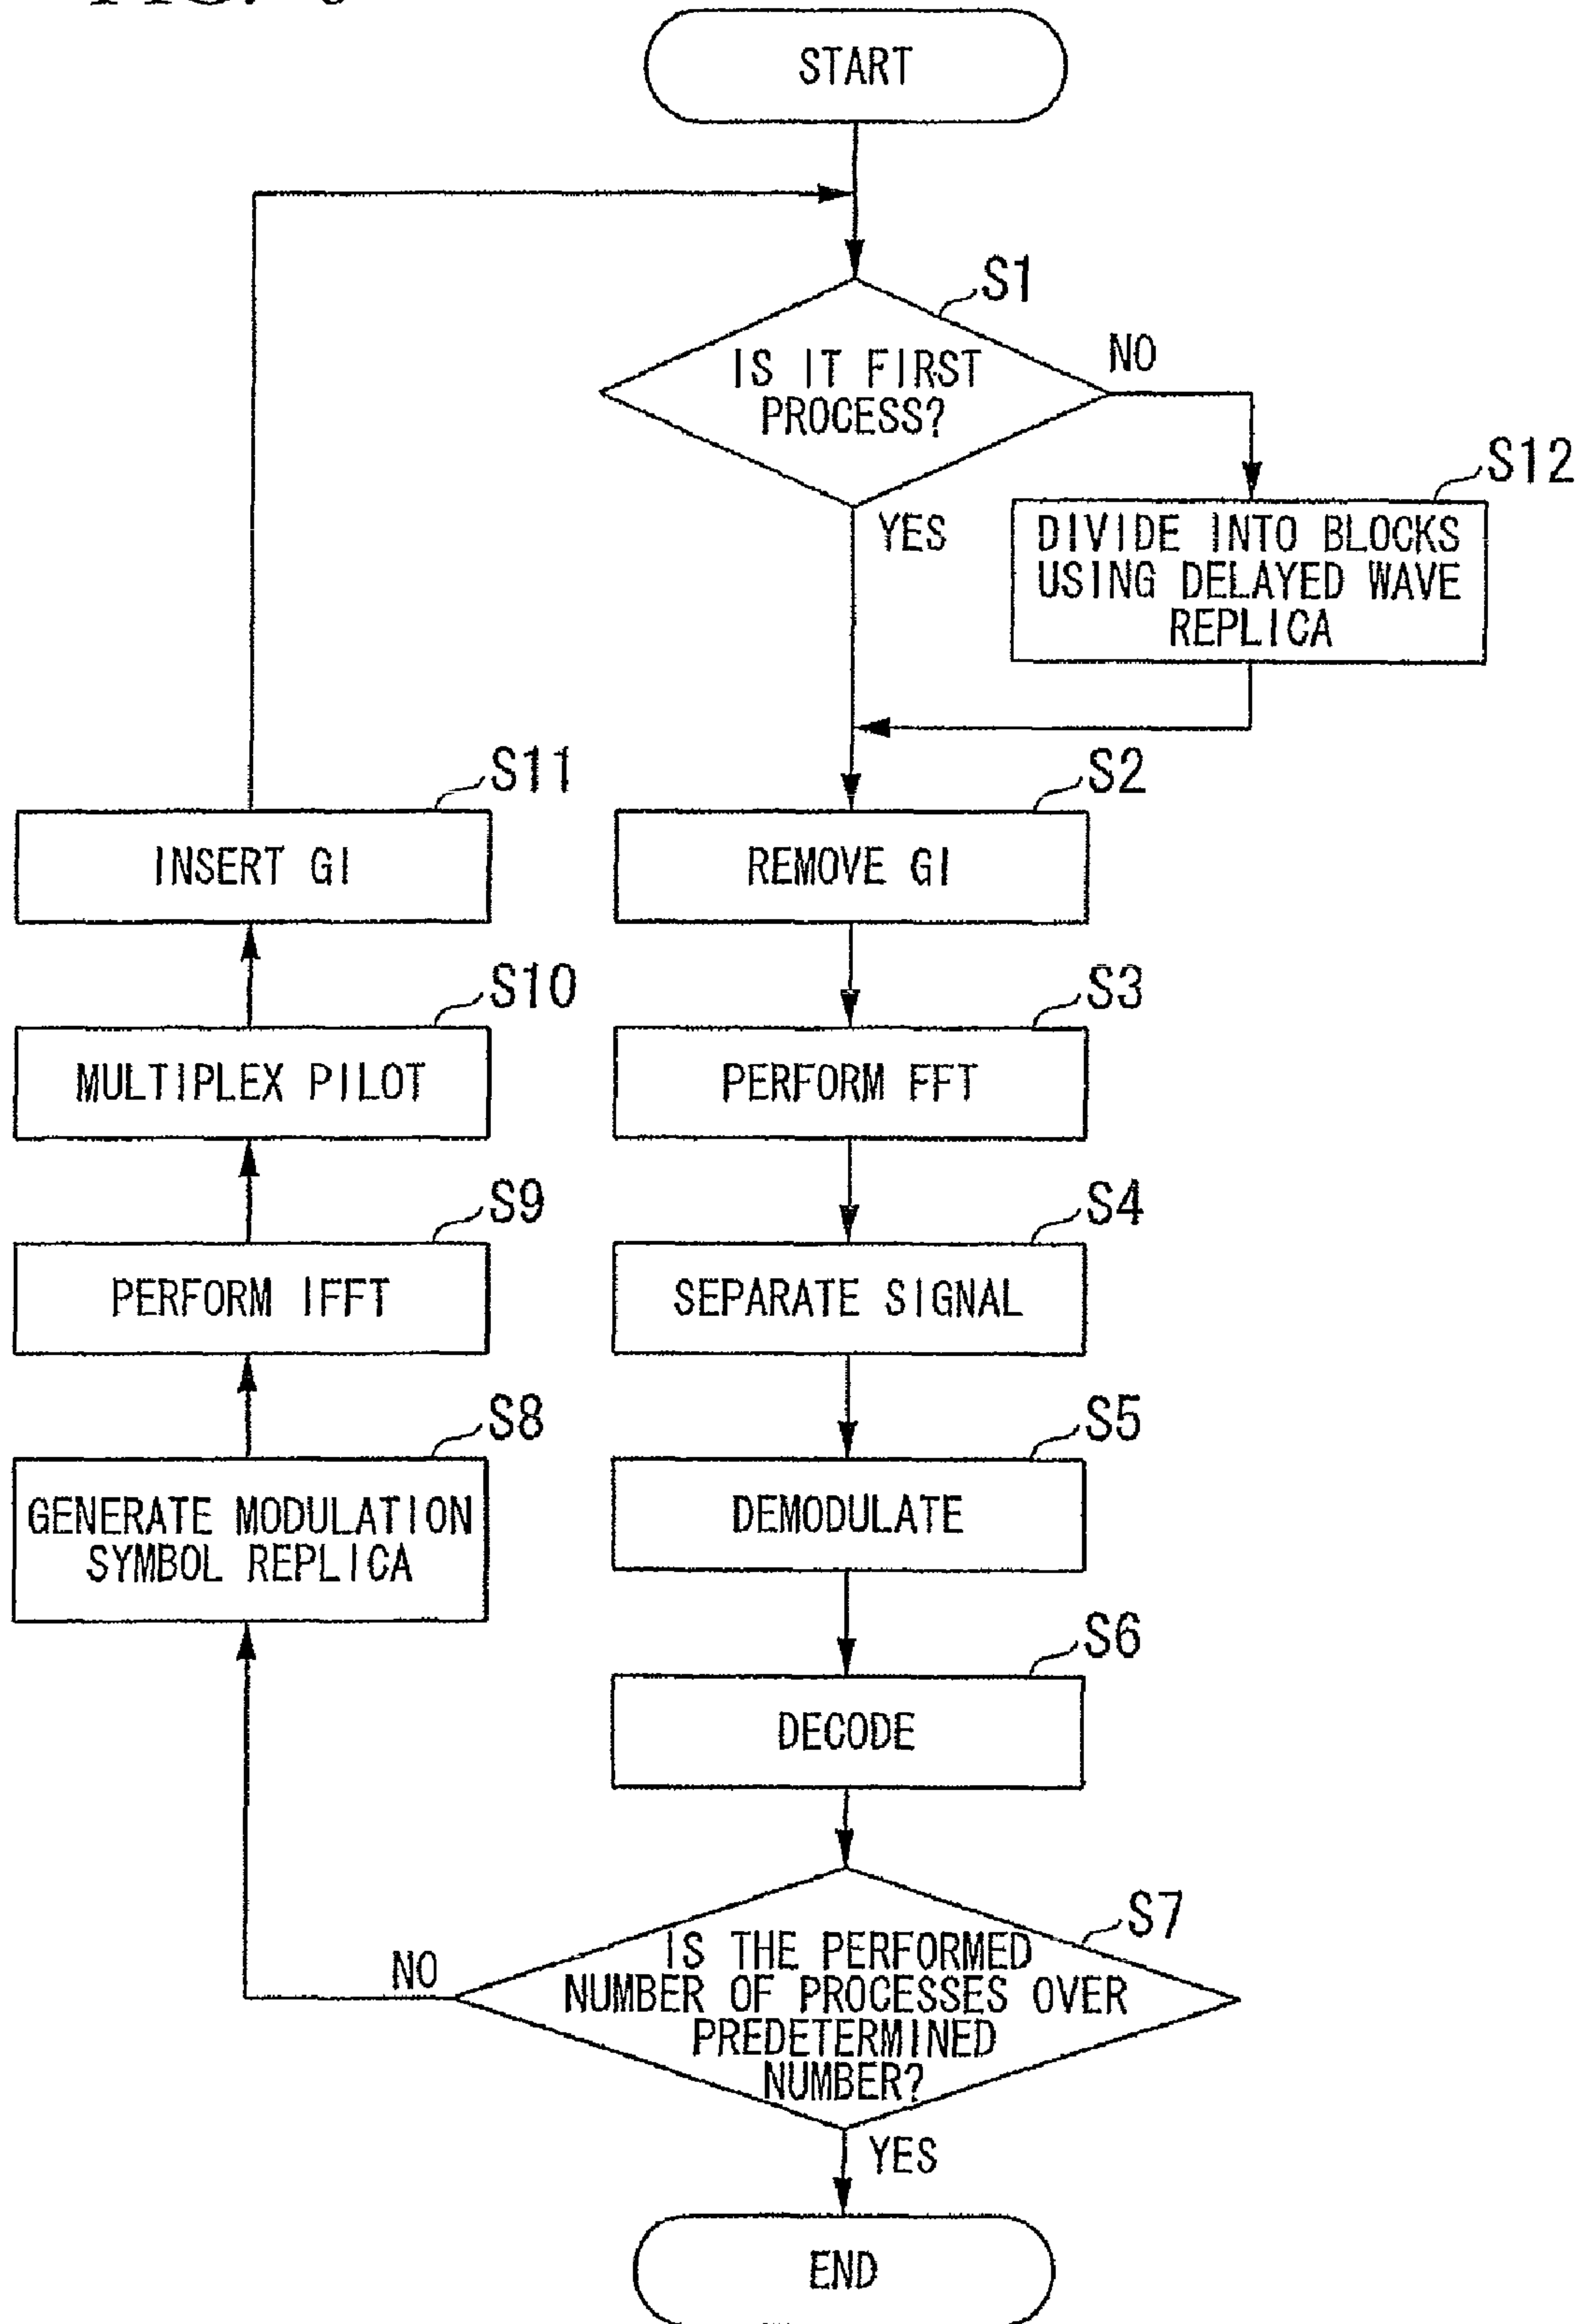 START
S1
IS IT FIRST
PROCESS?
NO
YES
S12
DIVIDE INTO BLOCKS
USING DELAYED WAVE
REPLICA
S11
INSERT GI
S2
REMOVE GI
S10
MULTIPLEX PILOT
S3
PERFORM FFT
S9
PERFORM IFFT
S4
SEPARATE SIGNAL
S8
GENERATE MODULATION
SYMBOL REPLICA
S5
DEMODULATE
S6
DECODE
S7
IS THE PERFORMED
NUMBER OF PROCESSES OVER
PREDETERMINED
NUMBER?
NO
YES
END